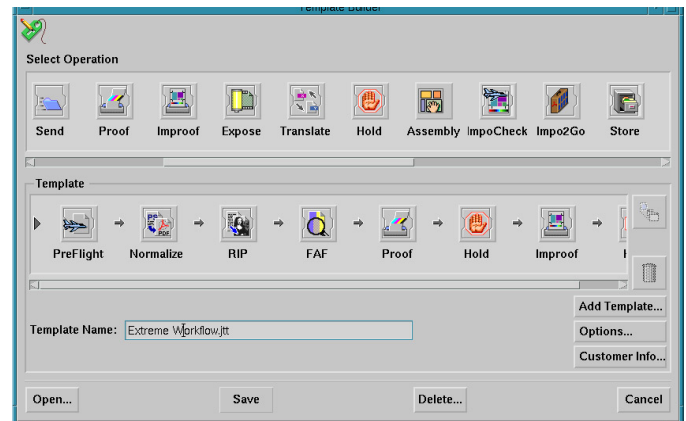 Template Builder
Select Operation
Send Proof Improof Expose Translate Hold Assembly ImpoCheck Impo2Go Store
Template
PreFlight Normalize RIP FAF Proof Hold Improof
Add Template...
Template Name: Extreme Workflow.jtt
Options...
Customer Info...
Open... Save Delete... Cancel